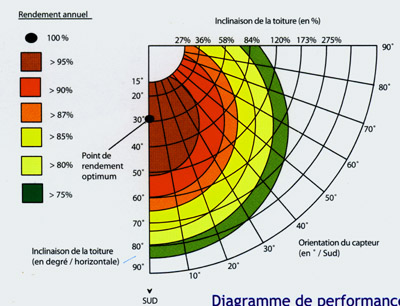 Rendement annuel
Inclinaison de la toiture (en %)
100 %
> 95%
> 90%
> 87%
> 85%
> 80%
> 75%
27% 36% 58% 84% 120% 173% 275%
90˚
80˚
70˚
60˚
50˚
40˚
30˚
20˚
10˚
15˚
20˚
30˚
40˚
50˚
60˚
70˚
80˚
90˚
Point de
rendement
optimum
Inclinaison de la toiture
(en degré / horizontale)
Orientation du capteur
(en ˚ / Sud)
SUD
Diagramme de performance